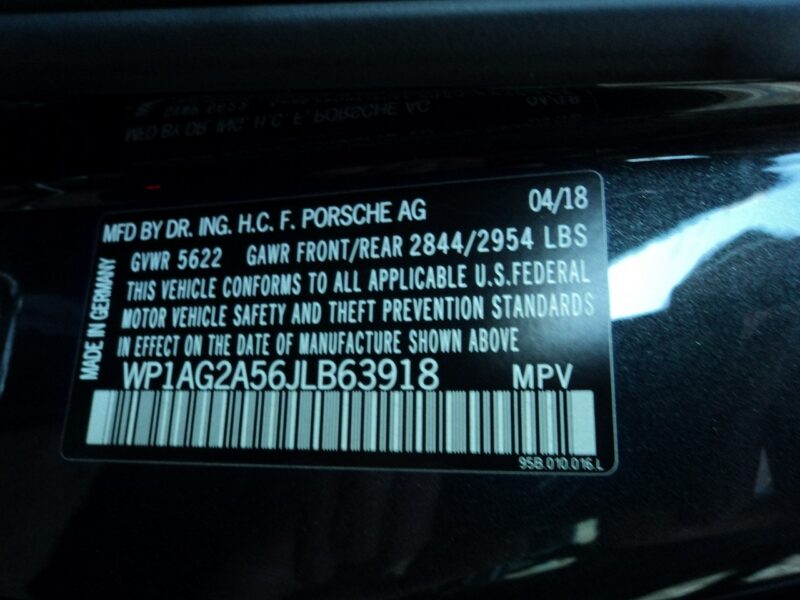 MFD BY DR. ING. H.C. F. PORSCHE AG 04/18
GVWR 5622 GAWR FRONT/REAR 2844/2954 LBS
THIS VEHICLE CONFORMS TO ALL APPLICABLE U.S.FEDERAL
MOTOR VEHICLE SAFETY AND THEFT PREVENTION STANDARDS
IN EFFECT ON THE DATE OF MANUFACTURE SHOWN ABOVE
MADE IN GERMANY
WP1AG2A56JLB63918 MPV
95B.010.016.L